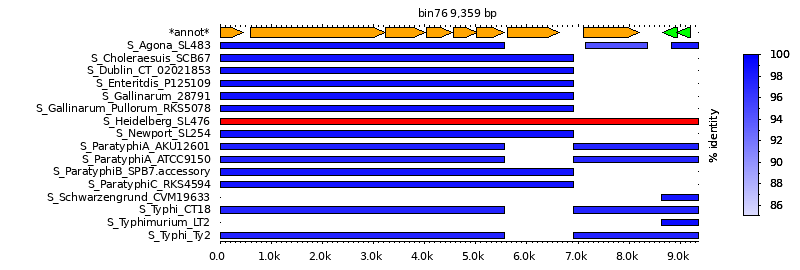 bin76 9,359 bp
*annot*
S_Agona_SL483
S_Choleraesuis_SCB67
S_Dublin_CT_02021853
S_Enteritdis_P125109
S_Gallinarum_28791
S_Gallinarum_Pullorum_RKS5078
S_Heidelberg_SL476
S_Newport_SL254
S_ParatyphiA_AKU12601
S_ParatyphiA_ATCC9150
S_ParatyphiB_SPB7.accessory
S_ParatyphiC_RKS4594
S_Schwarzengrund_CVM19633
S_Typhi_CT18
S_Typhimurium_LT2
S_Typhi_Ty2
0.0 1.0k 2.0k 3.0k 4.0k 5.0k 6.0k 7.0k 8.0k 9.0k
% identity
100
98
96
94
92
90
88
86